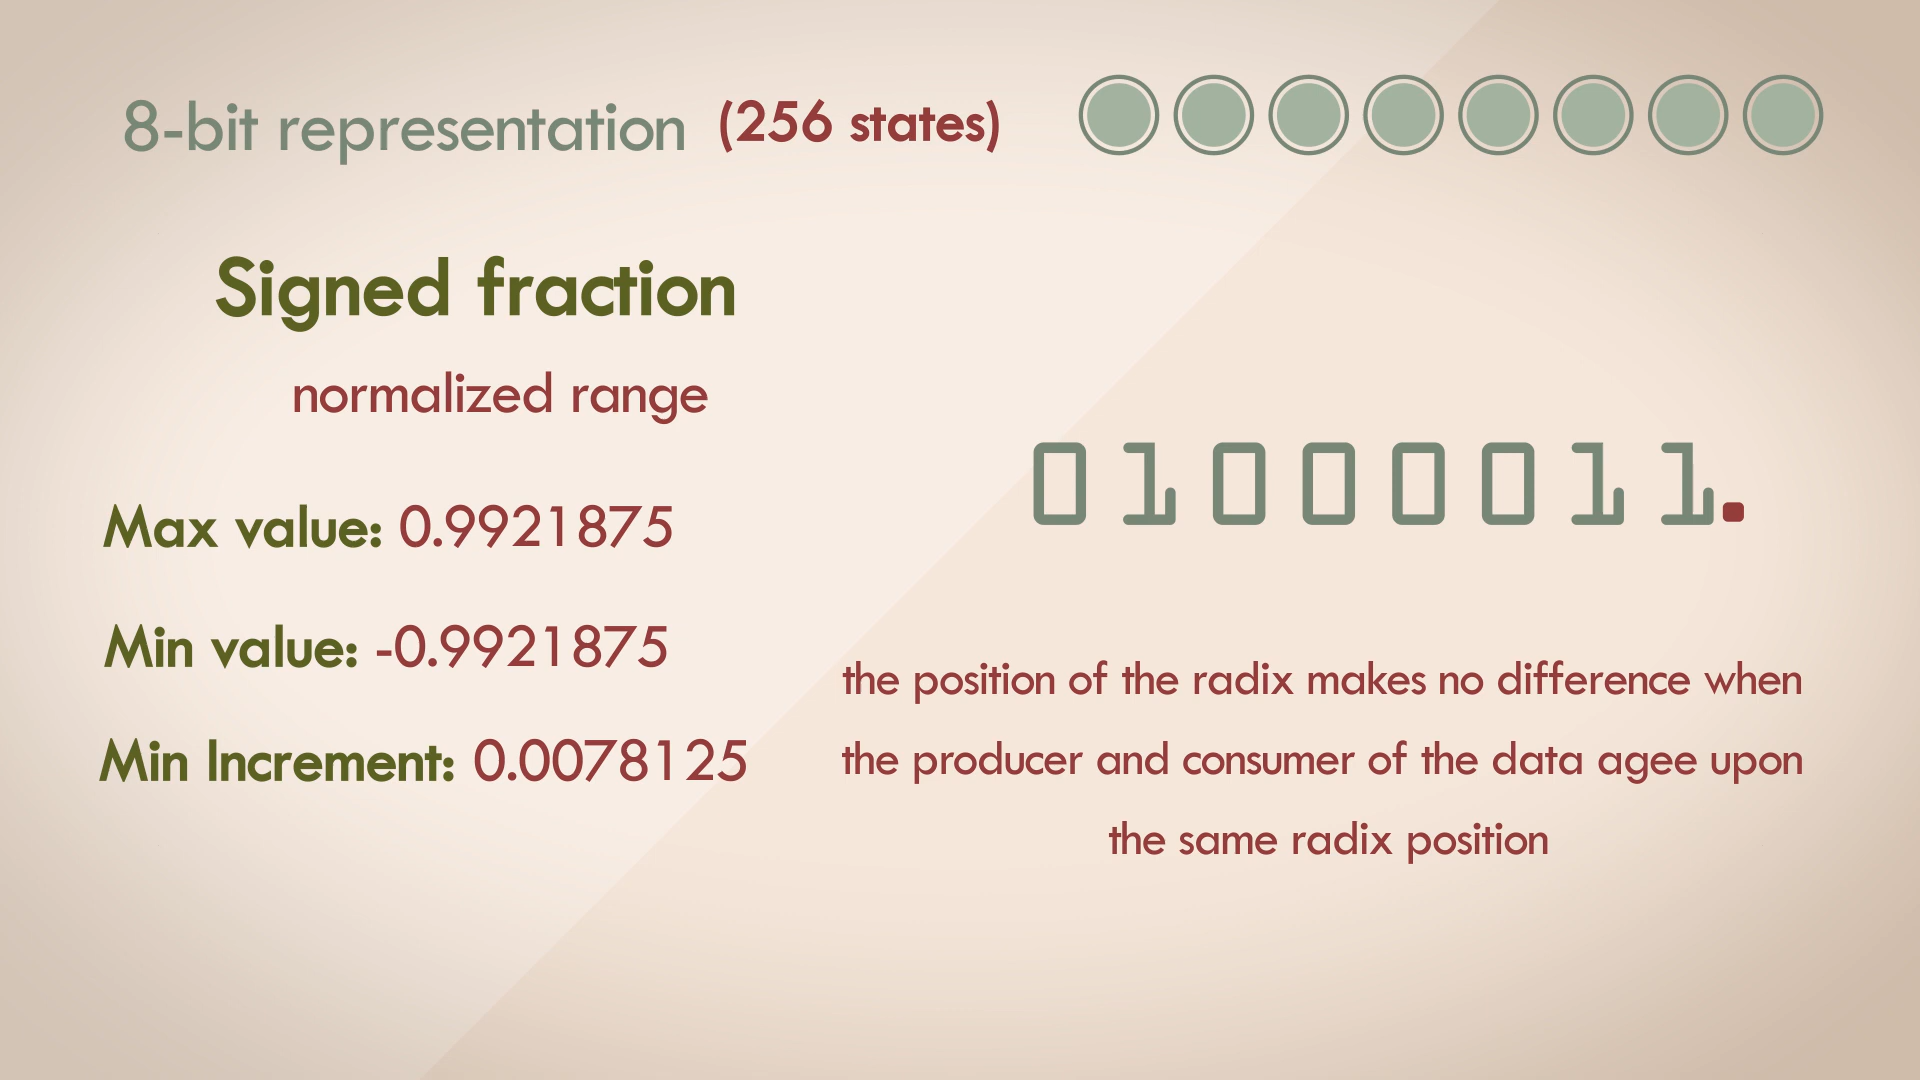 8-bit representation (256 states)
Signed fraction
normalized range
Max value: 0.9921875
Min value: -0.9921875
Min Increment: 0.0078125
01000011.
the position of the radix makes no difference when
the producer and consumer of the data agee upon
the same radix position